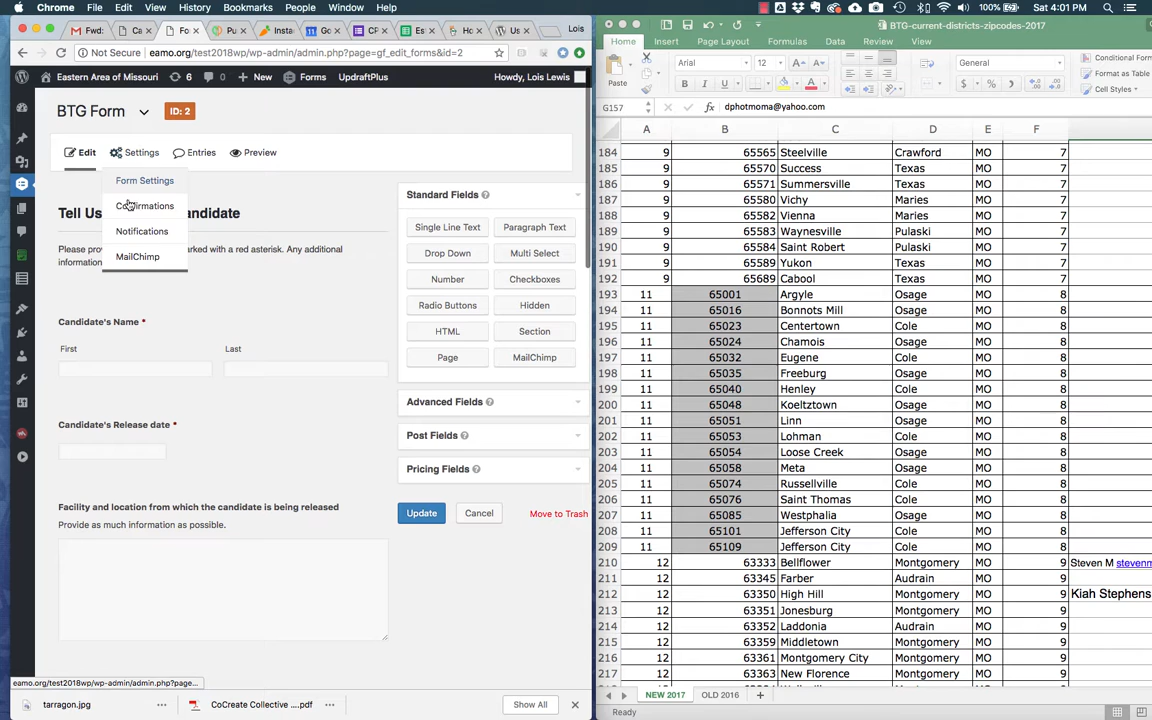 Chrome File Edit View History Bookmarks People Window Help Sat 4:01 PM
Fwd: Ca Fo Pu Insta Go CF Es Ho Us Lois
Not Secure eamo.org/test2018wp/wp-admin/admin.php?page=gf_edit_forms&id=2
Eastern Area of Missouri 6 0 New Forms UpdraftPlus Howdy, Lois Lewis
BTG Form ID: 2
Edit Settings Entries Preview
Form Settings
Confirmations
Notifications
MailChimp
Tell Us andidate
Please prov arked with a red asterisk. Any additional
information
Candidate's Name *
First Last
Candidate's Release date *
Facility and location from which the candidate is being released
Provide as much information as possible.
Standard Fields
Single Line Text Paragraph Text
Drop Down Multi Select
Number Checkboxes
Radio Buttons Hidden
HTML Section
Page MailChimp
Advanced Fields
Post Fields
Pricing Fields
Update Cancel Move to Trash
eamo.org/test2018wp/wp-admin/admin.php?page...
tarragon.jpg CoCreate Collective ....pdf Show All
BTG-current-districts-zipcodes-2017
Home Insert Page Layout Formulas Data Review View
Paste Arial 12 General Conditional Form
B I U Format as Table
Cell Styles
G157 fx dphotmoma@yahoo.com
A B C D E F
184 9 65565 Steelville Crawford MO 7
185 9 65570 Success Texas MO 7
186 9 65571 Summersville Texas MO 7
187 9 65580 Vichy Maries MO 7
188 9 65582 Vienna Maries MO 7
189 9 65583 Waynesville Pulaski MO 7
190 9 65584 Saint Robert Pulaski MO 7
191 9 65589 Yukon Texas MO 7
192 9 65689 Cabool Texas MO 7
193 11 65001 Argyle Osage MO 8
194 11 65016 Bonnots Mill Osage MO 8
195 11 65023 Centertown Cole MO 8
196 11 65024 Chamois Osage MO 8
197 11 65032 Eugene Cole MO 8
198 11 65035 Freeburg Osage MO 8
199 11 65040 Henley Cole MO 8
200 11 65048 Koeltztown Osage MO 8
201 11 65051 Linn Osage MO 8
202 11 65053 Lohman Cole MO 8
203 11 65054 Loose Creek Osage MO 8
204 11 65058 Meta Osage MO 8
205 11 65074 Russellville Cole MO 8
206 11 65076 Saint Thomas Cole MO 8
207 11 65085 Westphalia Osage MO 8
208 11 65101 Jefferson City Cole MO 8
209 11 65109 Jefferson City Cole MO 8
210 12 63333 Bellflower Montgomery MO 9 Steven M stevenm
211 12 63345 Farber Audrain MO 9
212 12 63350 High Hill Montgomery MO 9 Kiah Stephens
213 12 63351 Jonesburg Montgomery MO 9
214 12 63352 Laddonia Audrain MO 9
215 12 63359 Middletown Montgomery MO 9
216 12 63361 Montgomery City Montgomery MO 9
217 12 63363 New Florence Montgomery MO 9
NEW 2017 OLD 2016 +
Ready